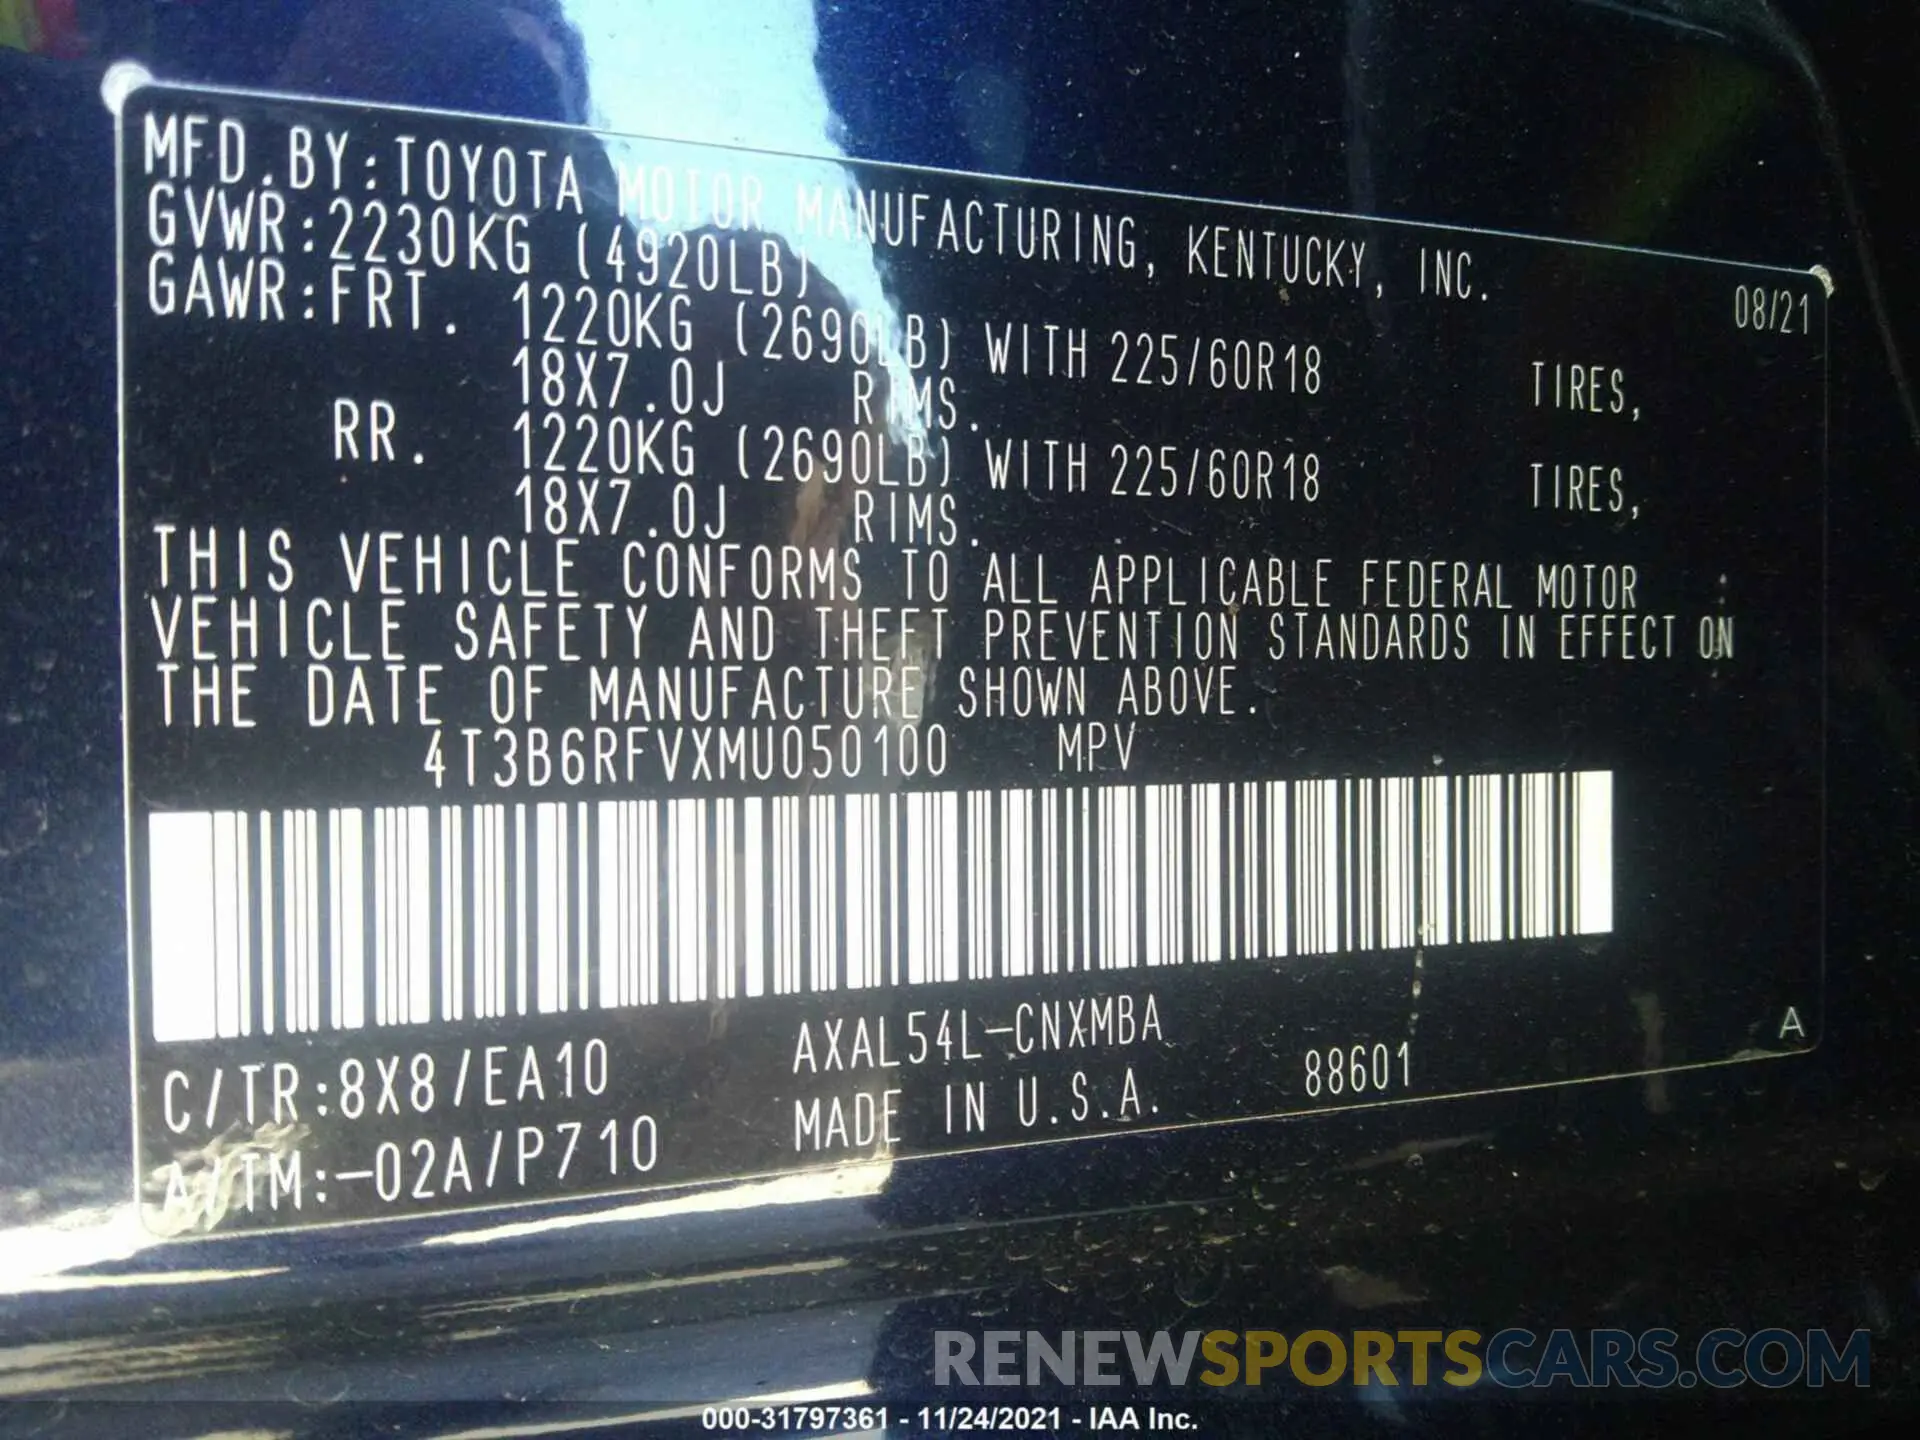 MFD.BY:TOYOTA MOTOR MANUFACTURING, KENTUCKY, INC.
GVWR:2230KG (4920LB) 08/21
GAWR:FRT. 1220KG (2690LB) WITH 225/60R18 TIRES,
18X7.0J RIMS.
RR. 1220KG (2690LB) WITH 225/60R18 TIRES,
18X7.0J RIMS.
THIS VEHICLE CONFORMS TO ALL APPLICABLE FEDERAL MOTOR
VEHICLE SAFETY AND THEFT PREVENTION STANDARDS IN EFFECT ON
THE DATE OF MANUFACTURE SHOWN ABOVE.
4T3B6RFVXMU050100 MPV
C/TR:8X8/EA10 AXAL54L-CNXMBA A
A/TM:-02A/P710 MADE IN U.S.A. 88601
RENEWSPORTSCARS.COM
000-31797361 - 11/24/2021 - IAA Inc.